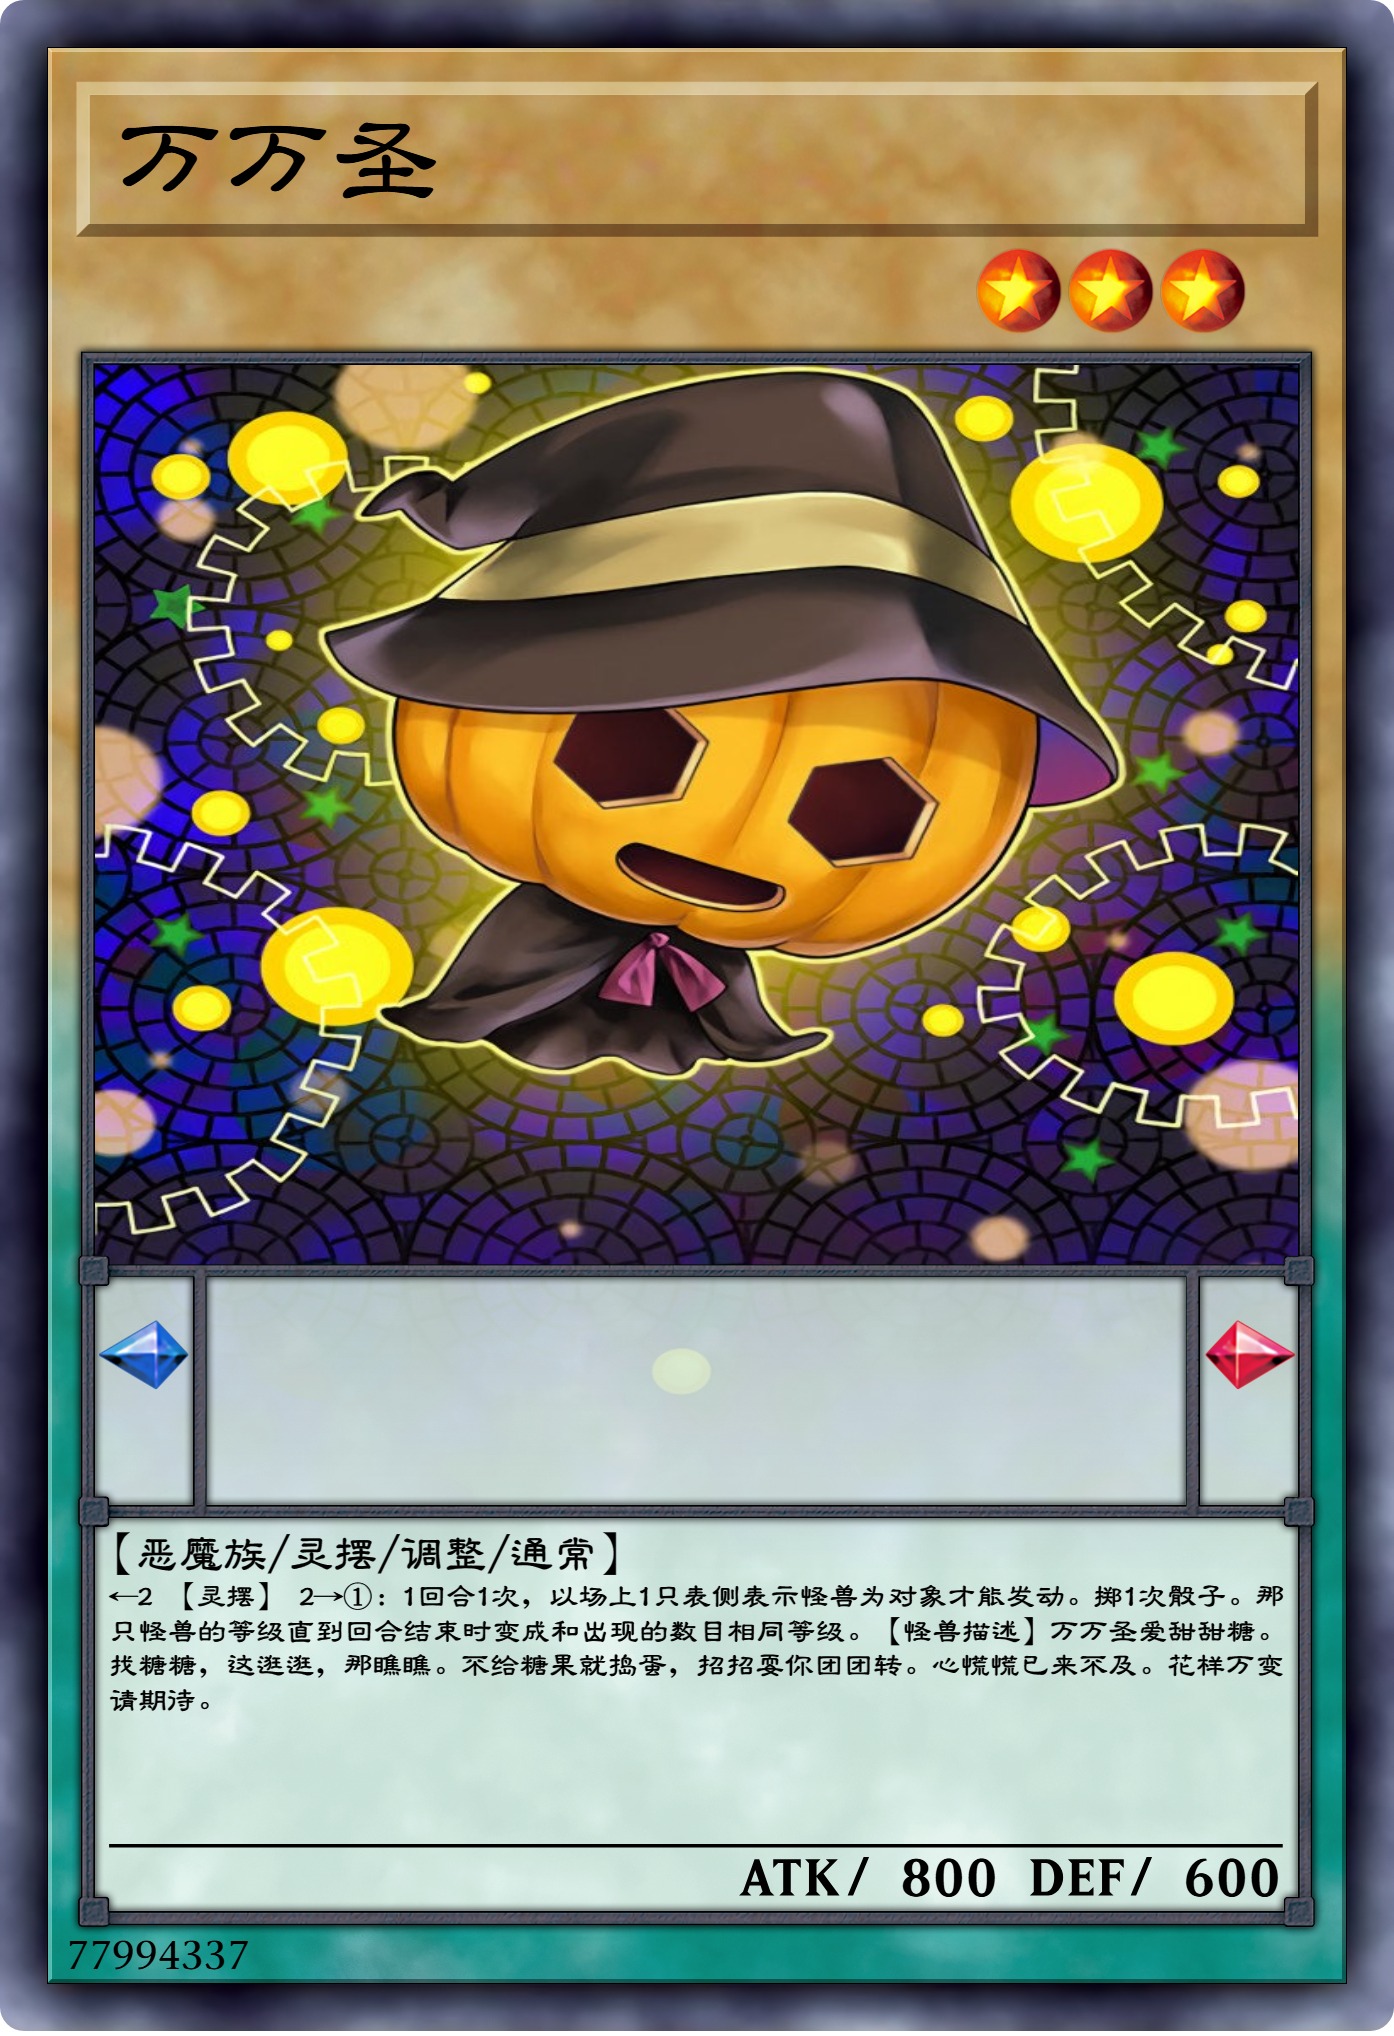 万万圣
【恶魔族/灵摆/调整/通常】
←2 【灵摆】 2→①：1回合1次，以场上1只表侧表示怪兽为对象才能发动。掷1次骰子。那
只怪兽的等级直到回合结束时变成和出现的数目相同等级。【怪兽描述】万万圣爱甜甜糖。
找糖糖，这逛逛，那瞧瞧。不给糖果就捣蛋，招招耍你团团转。心慌慌已来不及。花样万变
请期待。
ATK/ 800 DEF/ 600
77994337